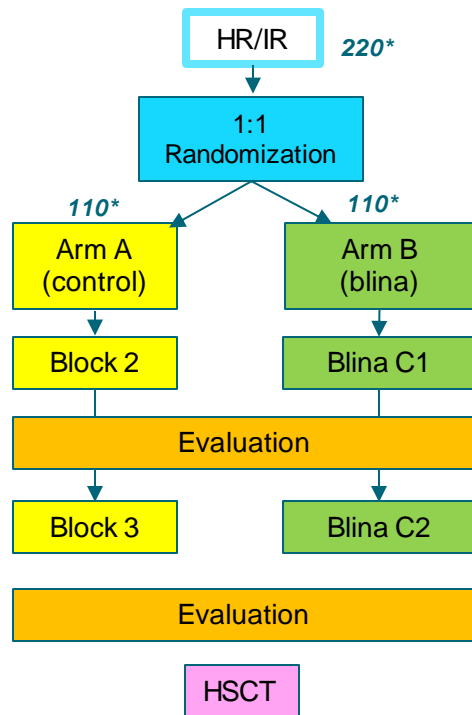 HR/IR
220*
1:1
Randomization
110*
110*
Arm A
(control)
Arm B
(blina)
Block 2
Blina C1
Evaluation
Block 3
Blina C2
Evaluation
HSCT